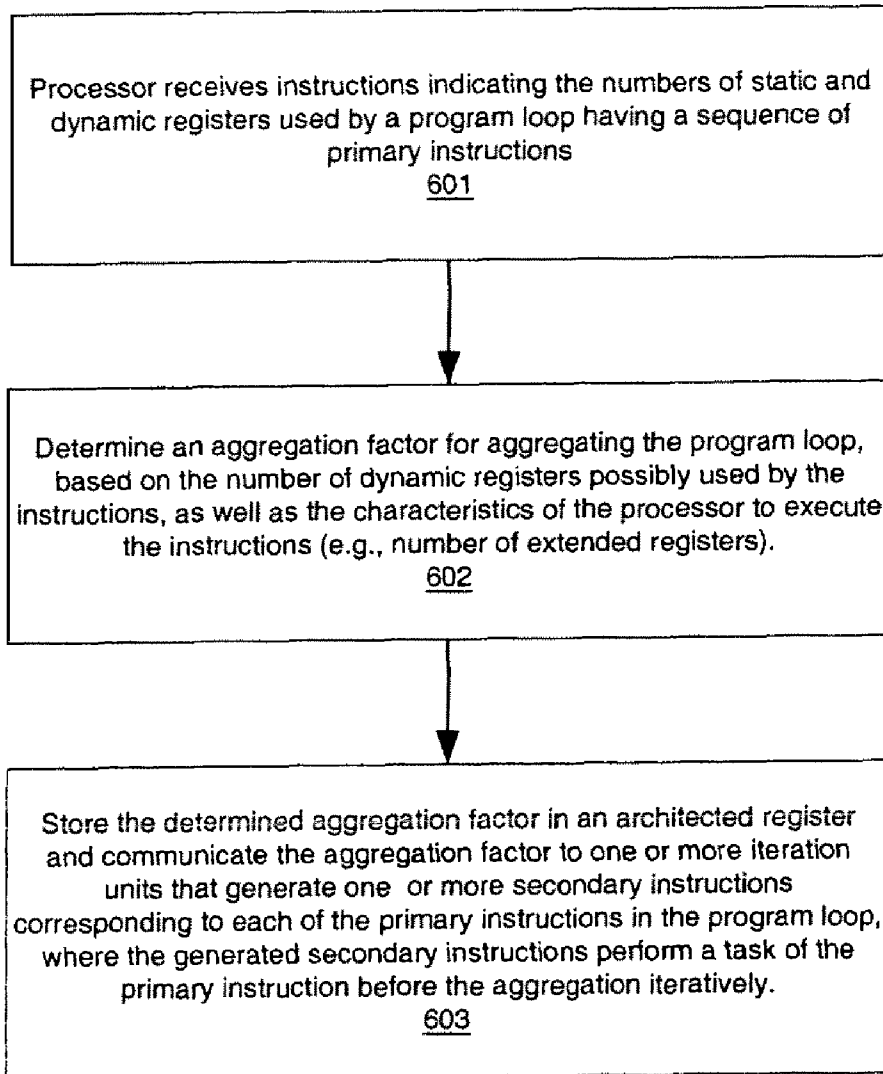 Processor receives instructions indicating the numbers of static and
dynamic registers used by a program loop having a sequence of
primary instructions
601
Determine an aggregation factor for aggregating the program loop,
based on the number of dynamic registers possibly used by the
instructions, as well as the characteristics of the processor to execute
the instructions (e.g., number of extended registers).
602
Store the determined aggregation factor in an architected register
and communicate the aggregation factor to one or more iteration
units that generate one or more secondary instructions
corresponding to each of the primary instructions in the program loop,
where the generated secondary instructions perform a task of the
primary instruction before the aggregation iteratively.
603